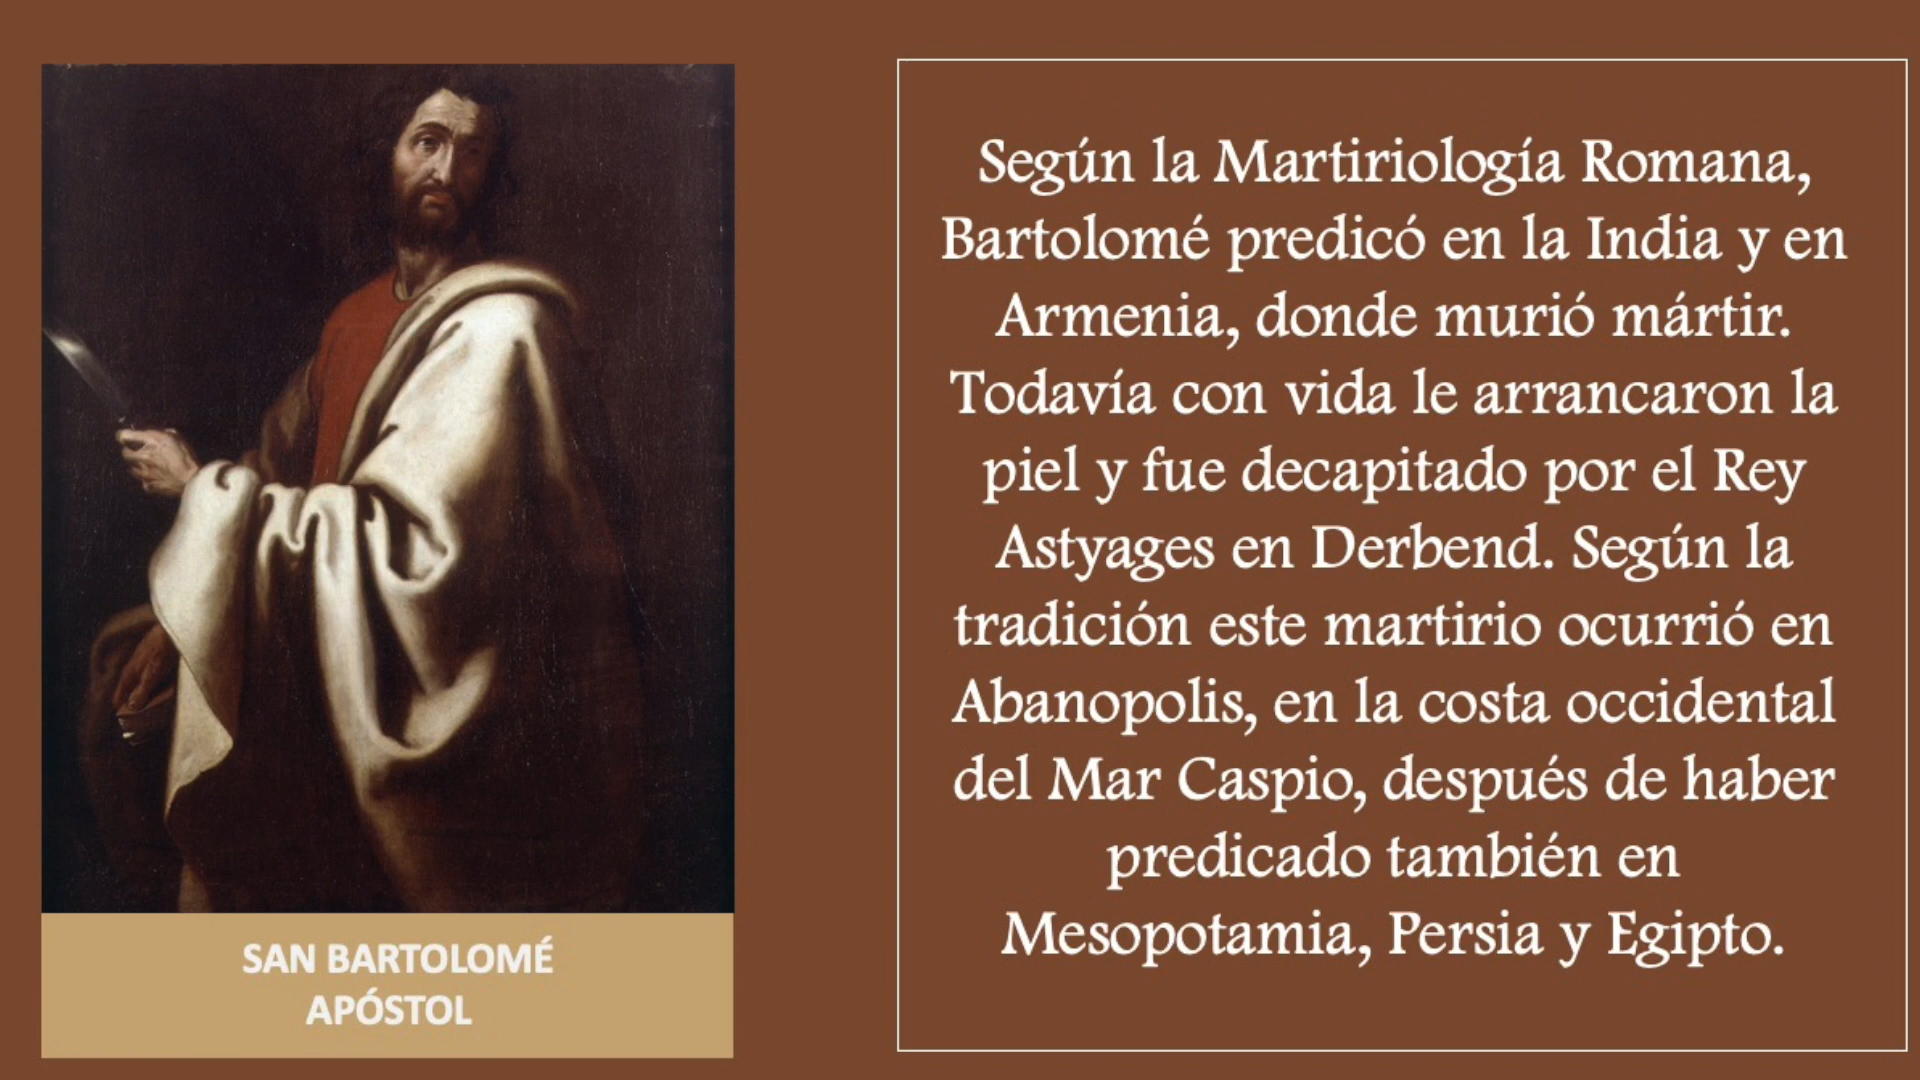 Según la Martiriología Romana,
Bartolomé predicó en la India y en
Armenia, donde murió mártir.
Todavía con vida le arrancaron la
piel y fue decapitado por el Rey
Astyages en Derbend. Según la
tradición este martirio ocurrió en
Abanopolis, en la costa occidental
del Mar Caspio, después de haber
predicado también en
Mesopotamia, Persia y Egipto.
SAN BARTOLOMÉ
APÓSTOL